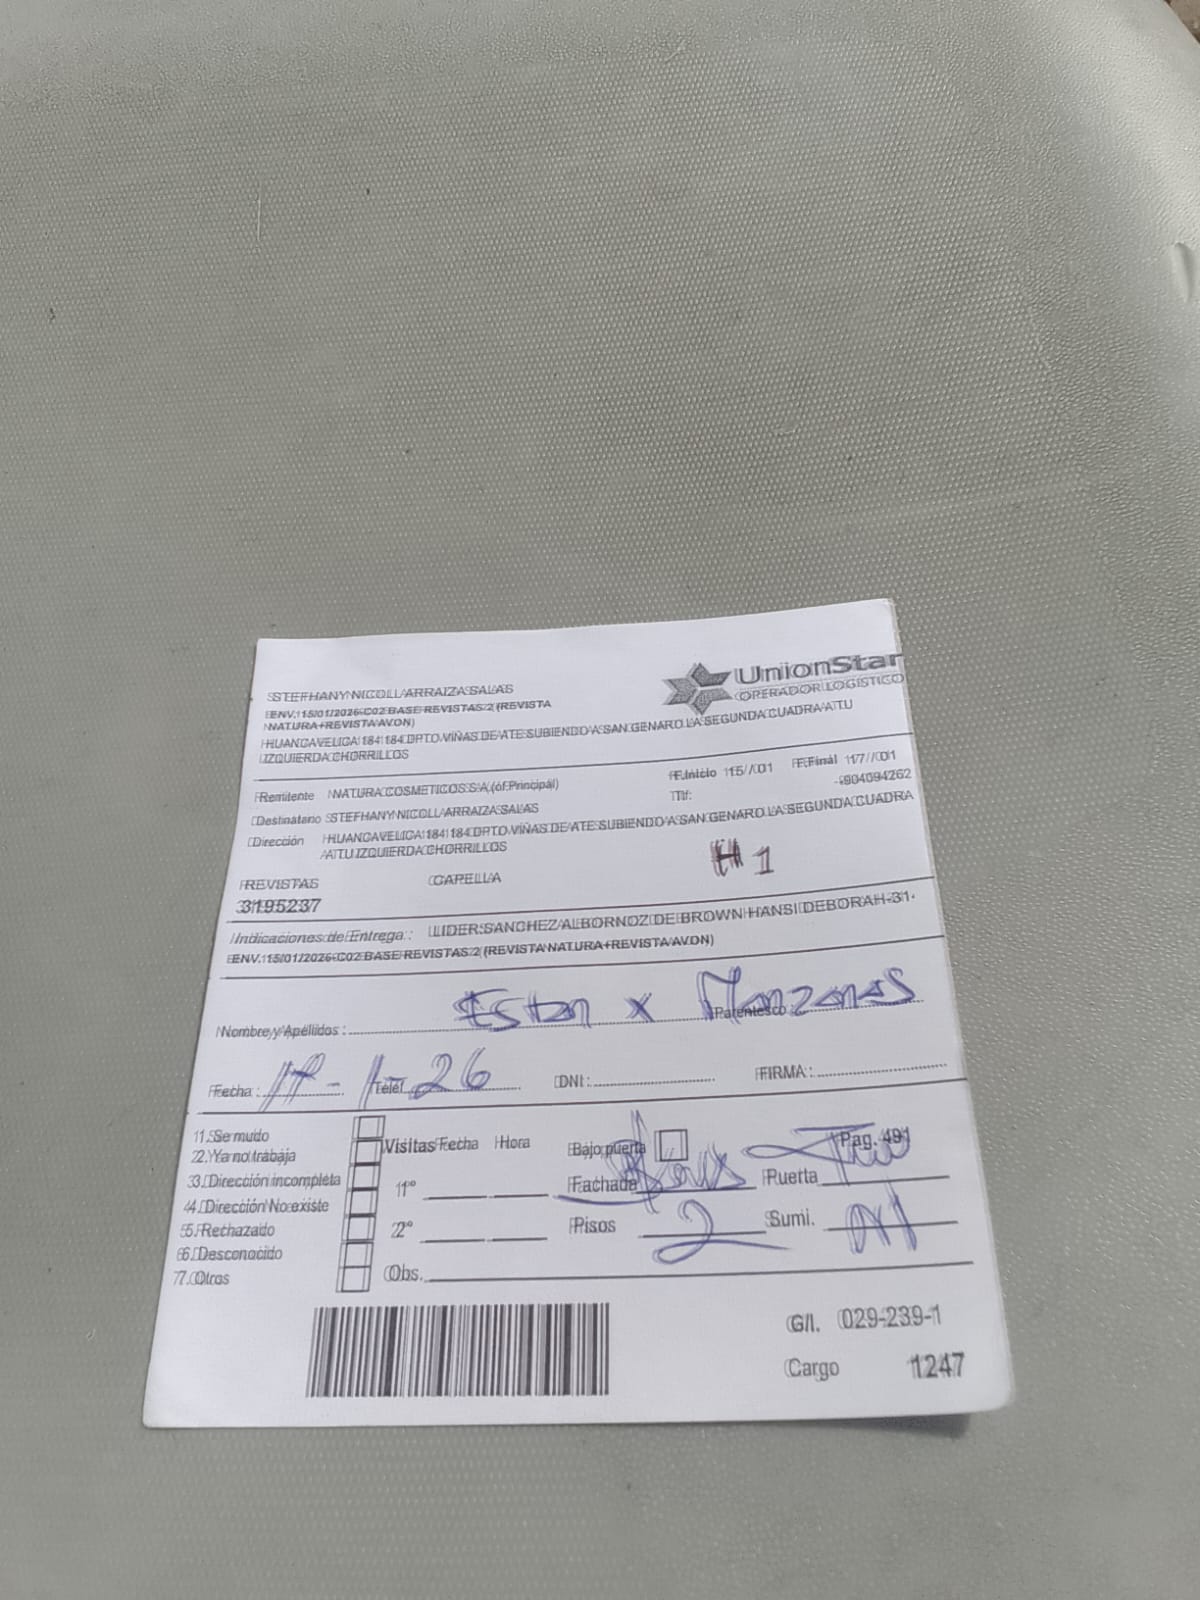 UnionStar
OPERADOR LOGISTICO
STEFHANY NICOLL ARRAIZA SALAS
ENV. 15/01/2026-C02 BASE REVISTAS 2 (REVISTA
NATURA+REVISTA AVON)
HUANCAVELICA 184 184 DPTO VIÑAS DE ATE SUBIENDO A SAN GENARO LA SEGUNDA CUADRA A TU
IZQUIERDA CHORRILLOS
Remitente NATURA COSMETICOS S.A. (of. Principal) F.Inicio 15/01 F.Final 17/01
Destinatario STEFHANY NICOLL ARRAIZA SALAS Tlf: -904094262
Dirección HUANCAVELICA 184 184 DPTO VIÑAS DE ATE SUBIENDO A SAN GENARO LA SEGUNDA CUADRA
A TU IZQUIERDA CHORRILLOS
REVISTAS CAPELLA 1
3195237
Indicaciones de Entrega: LIDER:SANCHEZ ALBORNOZ DE BROWN HANSI DEBORAH-31-
ENV. 15/01/2026-C02 BASE REVISTAS 2 (REVISTA NATURA+REVISTA AVON)
Nombre y Apellidos: Estan x Manzanas Parentesco
Fecha: 17-1-26 Telef DNI: FIRMA:
1. Se mudo
2. Ya no trabaja
3. Dirección incompleta
4. Dirección No existe
5. Rechazado
6. Desconocido
7. Otros
Visitas Fecha Hora Bajo puerta Pag. 491
1° Fachada Puerta
2° Pisos 2 Sumi.
Obs.
G/I. 029-239-1
Cargo 1247